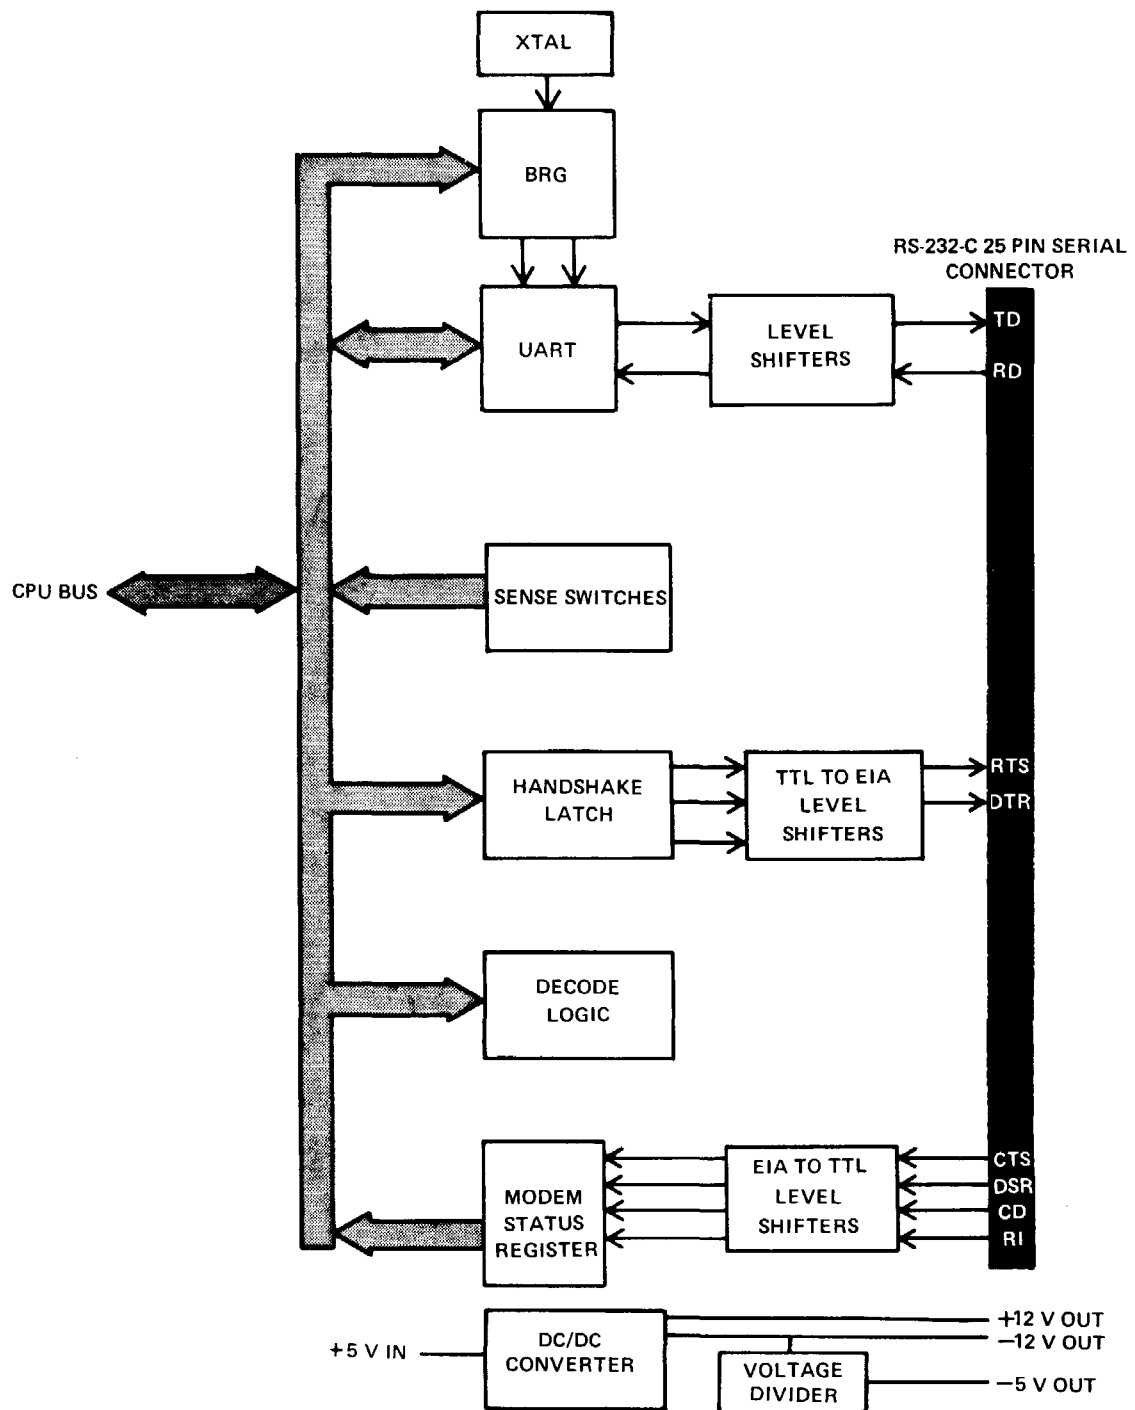 XTAL
BRG
RS-232-C 25 PIN SERIAL
CONNECTOR
UART
LEVEL
SHIFTERS
TD
RD
CPU BUS
SENSE SWITCHES
HANDSHAKE
LATCH
TTL TO EIA
LEVEL
SHIFTERS
RTS
DTR
DECODE
LOGIC
MODEM
STATUS
REGISTER
EIA TO TTL
LEVEL
SHIFTERS
CTS
DSR
CD
RI
+5 V IN
DC/DC
CONVERTER
+12 V OUT
−12 V OUT
VOLTAGE
DIVIDER
−5 V OUT